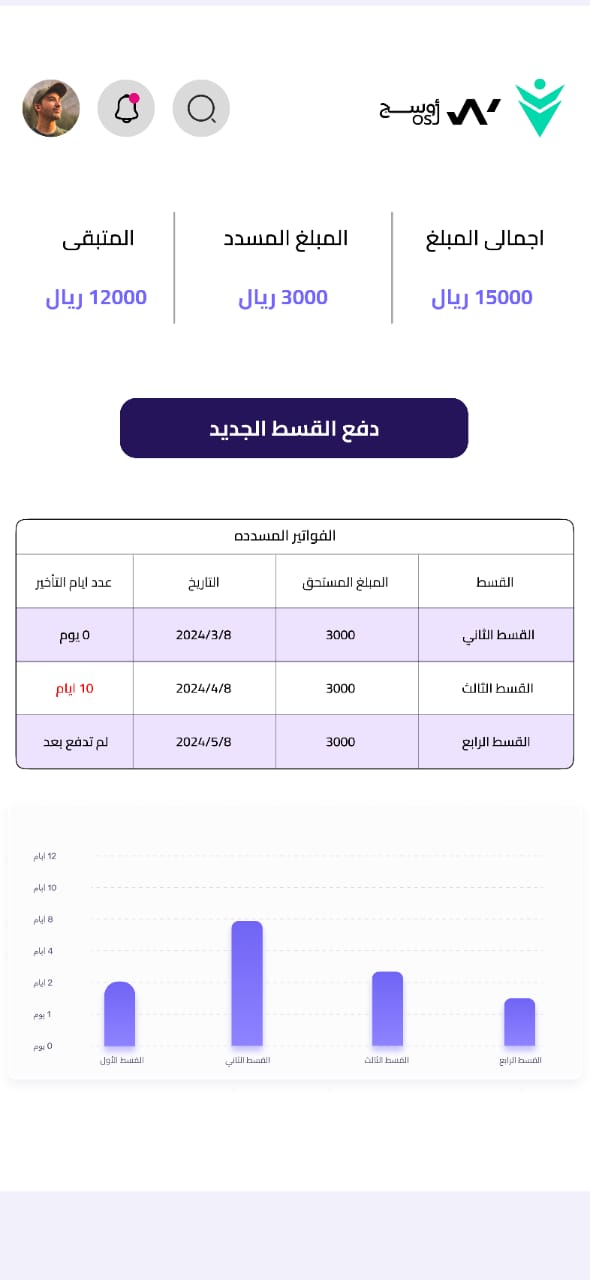 أوسـج
OSJ
اجمالى المبلغ
المبلغ المسدد
المتبقى
15000 ريال
3000 ريال
12000 ريال
دفع القسط الجديد
الفواتير المسدده
القسط المبلغ المستحق التاريخ عدد ايام التأخير
القسط الثاني 3000 2024/3/8 0 يوم
القسط الثالث 3000 2024/4/8 10 ايام
القسط الرابع 3000 2024/5/8 لم تدفع بعد
12 ايام
10 ايام
8 ايام
4 ايام
2 ايام
1 يوم
0 يوم
القسط الأول القسط الثاني القسط الثالث القسط الرابع